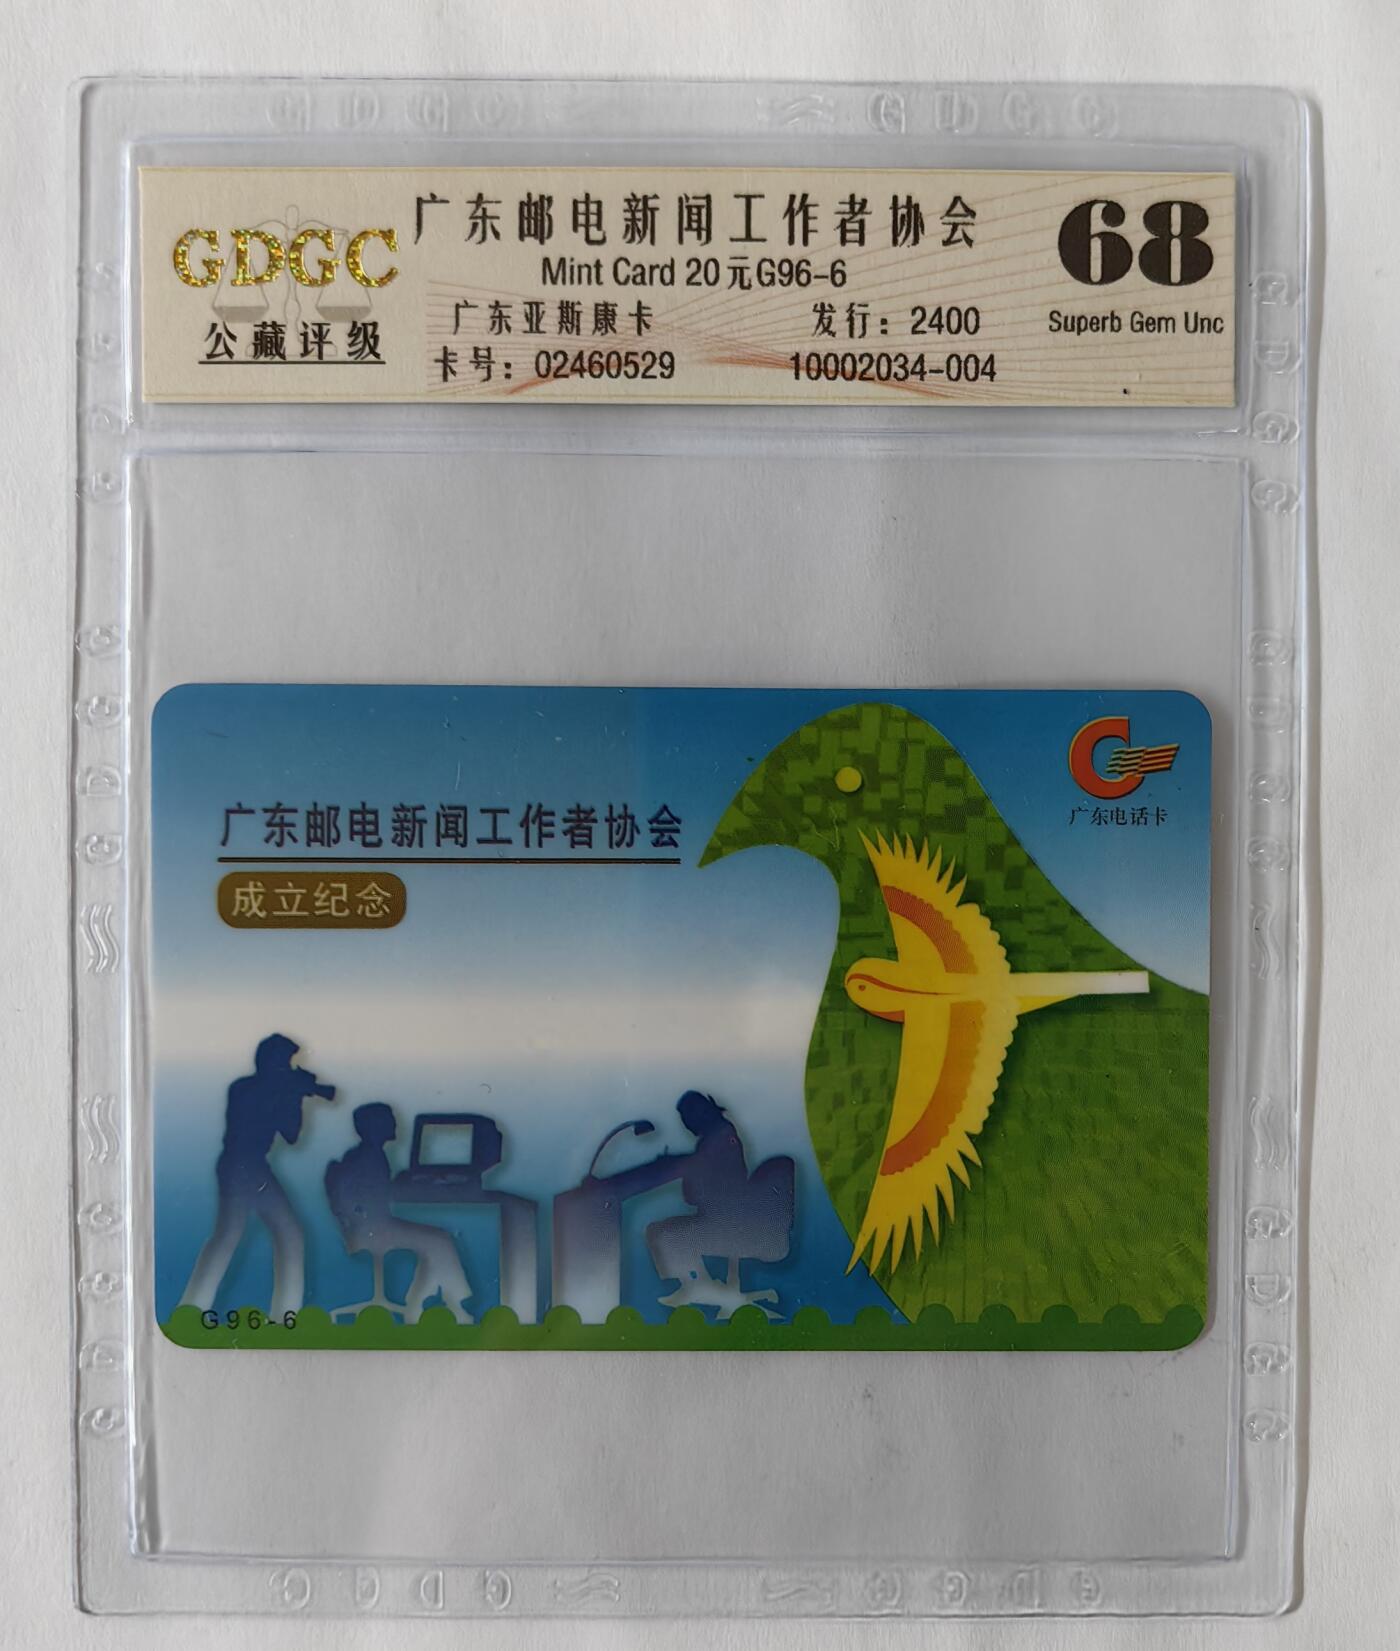 GDGC
公藏评级
广东邮电新闻工作者协会
Mint Card 20元G96-6
广东亚斯康卡 发行：2400
卡号：02460529 10002034-004
68
Superb Gem Unc
广东邮电新闻工作者协会
成立纪念
广东电话卡
G96-6